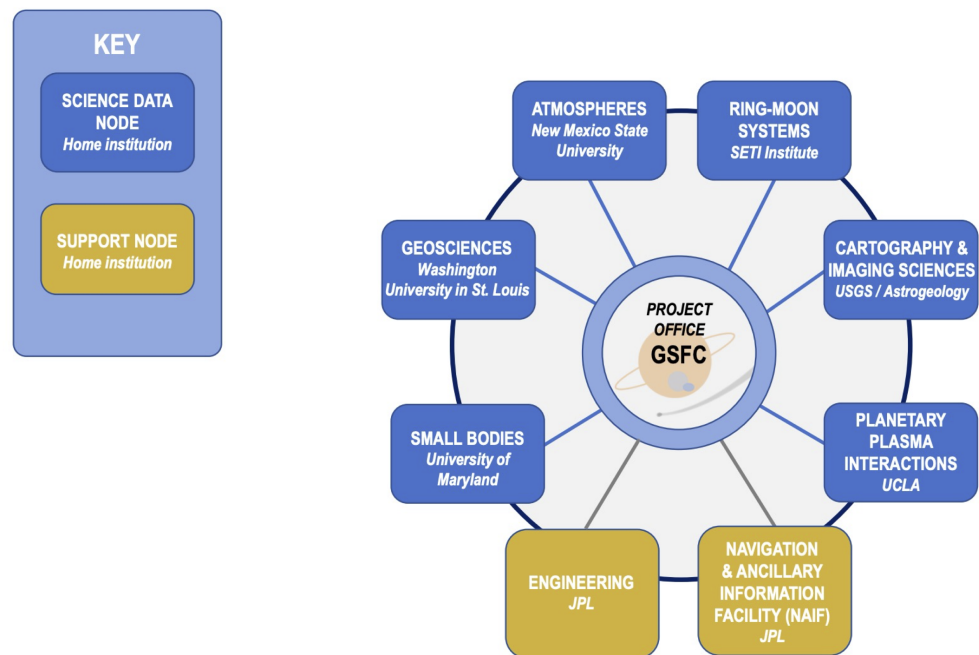 KEY
SCIENCE DATA
NODE
Home institution
SUPPORT NODE
Home institution
ATMOSPHERES
New Mexico State
University
RING-MOON
SYSTEMS
SETI Institute
GEOSCIENCES
Washington
University in St. Louis
CARTOGRAPHY &
IMAGING SCIENCES
USGS / Astrogeology
PROJECT
OFFICE
GSFC
SMALL BODIES
University of
Maryland
PLANETARY
PLASMA
INTERACTIONS
UCLA
ENGINEERING
JPL
NAVIGATION
& ANCILLARY
INFORMATION
FACILITY (NAIF)
JPL